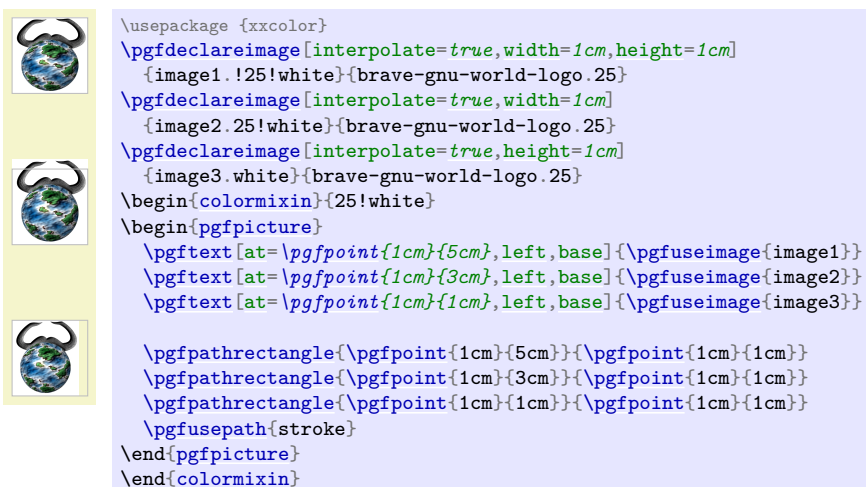 \usepackage {xxcolor}
\pgfdeclareimage[interpolate=true,width=1cm,height=1cm]
{image1.!25!white}{brave-gnu-world-logo.25}
\pgfdeclareimage[interpolate=true,width=1cm]
{image2.25!white}{brave-gnu-world-logo.25}
\pgfdeclareimage[interpolate=true,height=1cm]
{image3.white}{brave-gnu-world-logo.25}
\begin{colormixin}{25!white}
\begin{pgfpicture}
\pgftext[at=\pgfpoint{1cm}{5cm},left,base]{\pgfuseimage{image1}}
\pgftext[at=\pgfpoint{1cm}{3cm},left,base]{\pgfuseimage{image2}}
\pgftext[at=\pgfpoint{1cm}{1cm},left,base]{\pgfuseimage{image3}}
\pgfpathrectangle{\pgfpoint{1cm}{5cm}}{\pgfpoint{1cm}{1cm}}
\pgfpathrectangle{\pgfpoint{1cm}{3cm}}{\pgfpoint{1cm}{1cm}}
\pgfpathrectangle{\pgfpoint{1cm}{1cm}}{\pgfpoint{1cm}{1cm}}
\pgfusepath{stroke}
\end{pgfpicture}
\end{colormixin}